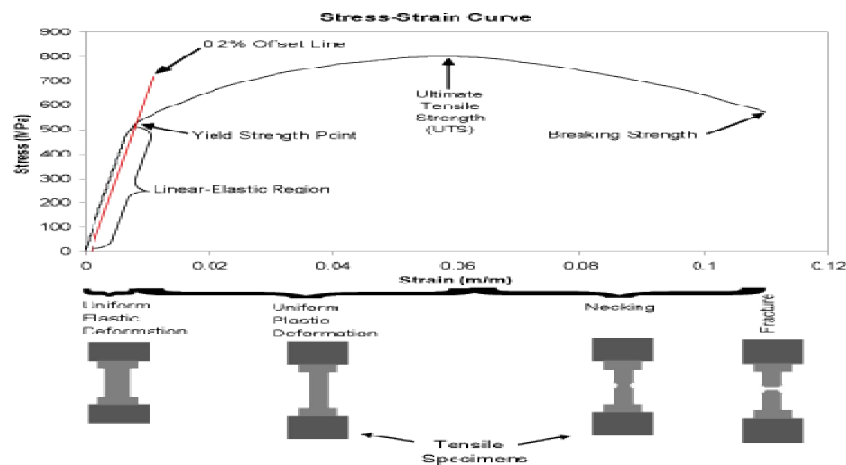 Stress-Strain Curve
900
800
700
600
500
400
300
200
100
0
Stress (MPa)
0.2% Offset Line
Ultimate
Tensile
Strength
(UTS)
Yield Strength Point
Breaking Strength
Linear-Elastic Region
0
0.02
0.04
0.06
0.08
0.1
0.12
Strain (m/m)
Uniform
Elastic
Deformation
Uniform
Plastic
Deformation
Necking
Fracture
Tensile
Specimens